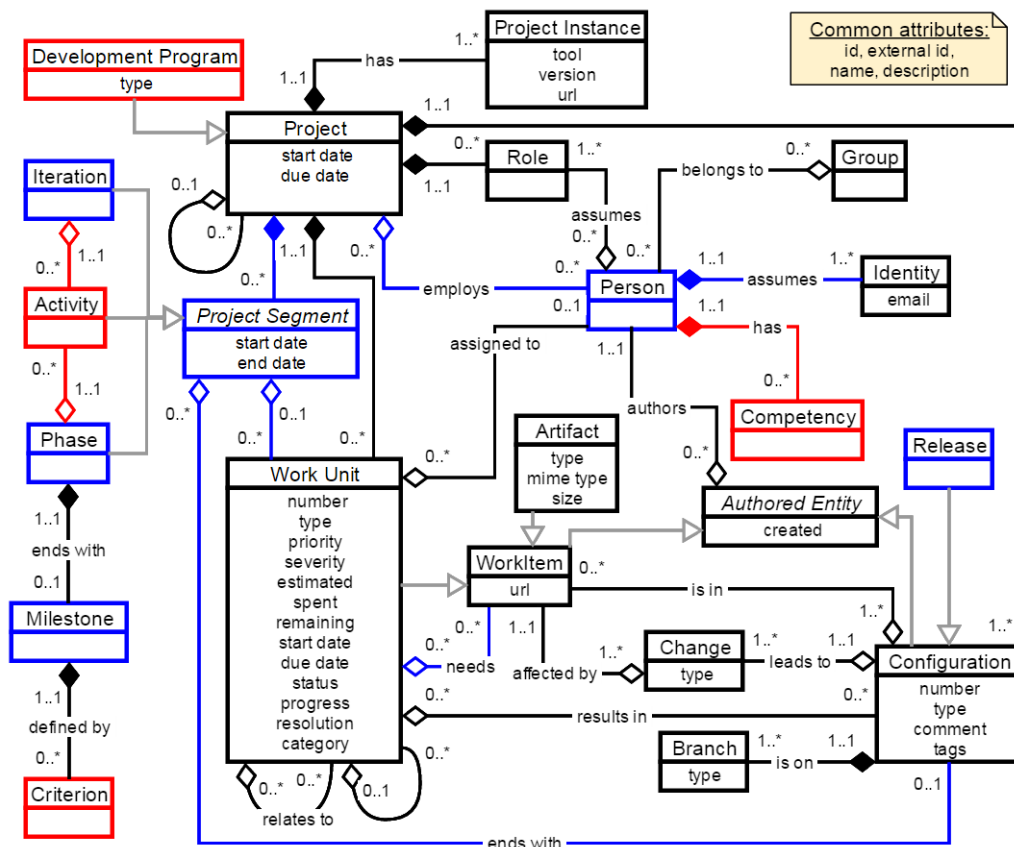 Project Instance
tool
version
url
Common attributes:
id, external id,
name, description
Development Program
type
has
1..*
1..1
Project
start date
due date
1..1
0..*
1..1
Role
1..*
belongs to
0..*
Group
Iteration
0..1
0..*
assumes
0..*
1..1
0..*
Activity
0..*
1..1
0..*
employs
0..*
Person
0..1
1..1
assumes
1..*
Identity
email
1..1
has
0..*
Competency
Project Segment
start date
end date
0..*
0..1
0..*
0..*
assigned to
1..1
authors
0..*
0..*
1..1
Phase
1..1
ends with
0..1
Milestone
1..1
defined by
0..*
Criterion
Work Unit
number
type
priority
severity
estimated
spent
remaining
start date
due date
status
progress
resolution
category
0..*
Artifact
type
mime type
size
Authored Entity
created
Release
WorkItem
url
0..*
is in
1..*
0..*
0..*
needs
1..1
affected by
1..*
Change
type
1..*
leads to
1..1
1..*
Configuration
number
type
comment
tags
0..*
results in
0..*
Branch
type
1..*
is on
1..1
0..1
0..*
0..*
relates to
0..1
0..*
ends with